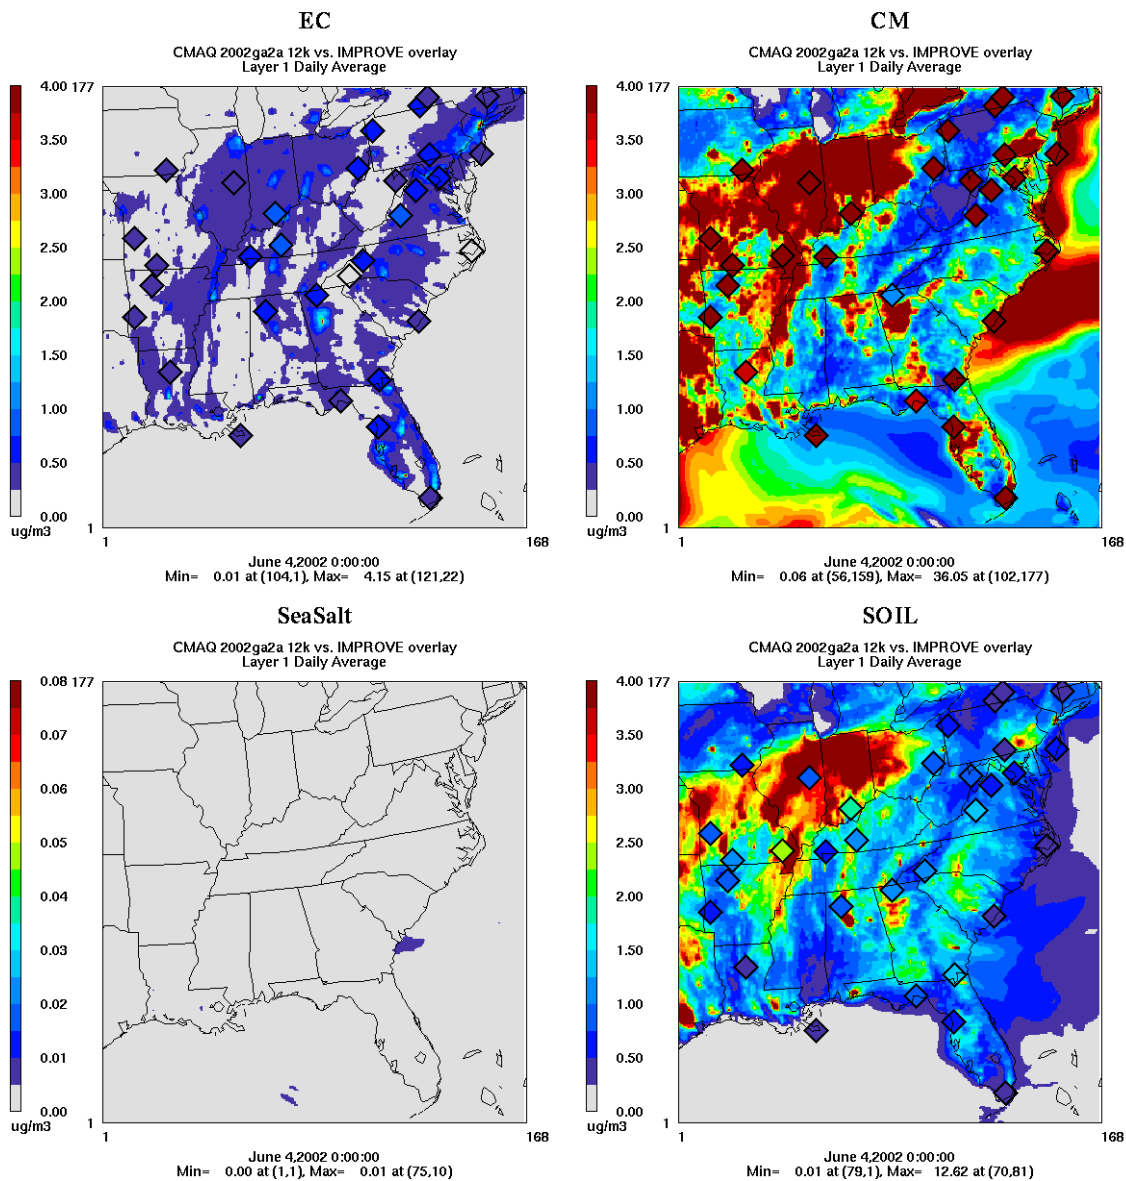 EC
CMAQ 2002ga2a 12k vs. IMPROVE overlay
Layer 1 Daily Average
4.00 177
3.50
3.00
2.50
2.00
1.50
1.00
0.50
0.00
ug/m3
1
1 168
June 4,2002 0:00:00
Min= 0.01 at (104,1), Max= 4.15 at (121,22)
CM
CMAQ 2002ga2a 12k vs. IMPROVE overlay
Layer 1 Daily Average
4.00 177
3.50
3.00
2.50
2.00
1.50
1.00
0.50
0.00
ug/m3
1
1 168
June 4,2002 0:00:00
Min= 0.06 at (56,159), Max= 36.05 at (102,177)
SeaSalt
CMAQ 2002ga2a 12k vs. IMPROVE overlay
Layer 1 Daily Average
0.08 177
0.07
0.06
0.05
0.04
0.03
0.02
0.01
0.00
ug/m3
1
1 168
June 4,2002 0:00:00
Min= 0.00 at (1,1), Max= 0.01 at (75,10)
SOIL
CMAQ 2002ga2a 12k vs. IMPROVE overlay
Layer 1 Daily Average
4.00 177
3.50
3.00
2.50
2.00
1.50
1.00
0.50
0.00
ug/m3
1
1 168
June 4,2002 0:00:00
Min= 0.01 at (79,1), Max= 12.62 at (70,81)